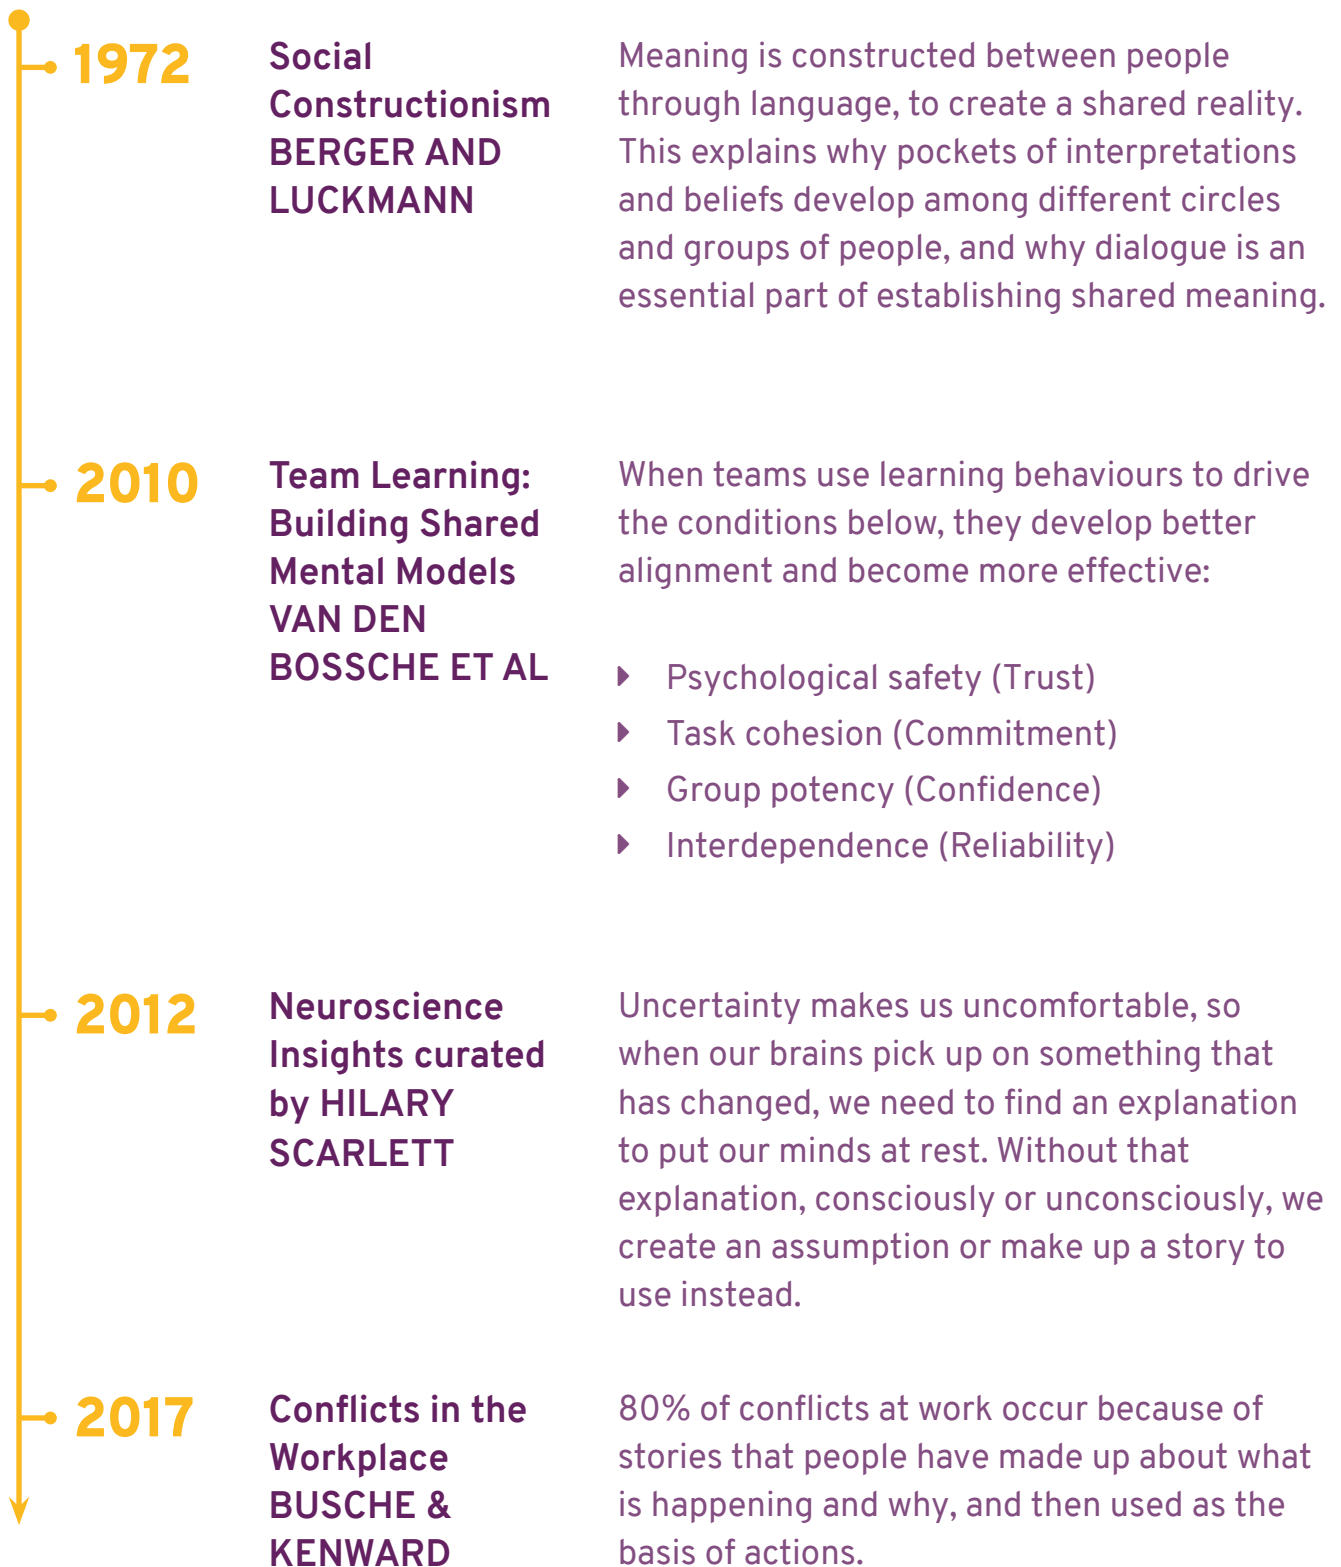 1972
Social
Constructionism
BERGER AND
LUCKMANN
Meaning is constructed between people
through language, to create a shared reality.
This explains why pockets of interpretations
and beliefs develop among different circles
and groups of people, and why dialogue is an
essential part of establishing shared meaning.
2010
Team Learning:
Building Shared
Mental Models
VAN DEN
BOSSCHE ET AL
When teams use learning behaviours to drive
the conditions below, they develop better
alignment and become more effective:
Psychological safety (Trust)
Task cohesion (Commitment)
Group potency (Confidence)
Interdependence (Reliability)
2012
Neuroscience
Insights curated
by HILARY
SCARLETT
Uncertainty makes us uncomfortable, so
when our brains pick up on something that
has changed, we need to find an explanation
to put our minds at rest. Without that
explanation, consciously or unconsciously, we
create an assumption or make up a story to
use instead.
2017
Conflicts in the
Workplace
BUSCHE &
KENWARD
80% of conflicts at work occur because of
stories that people have made up about what
is happening and why, and then used as the
basis of actions.